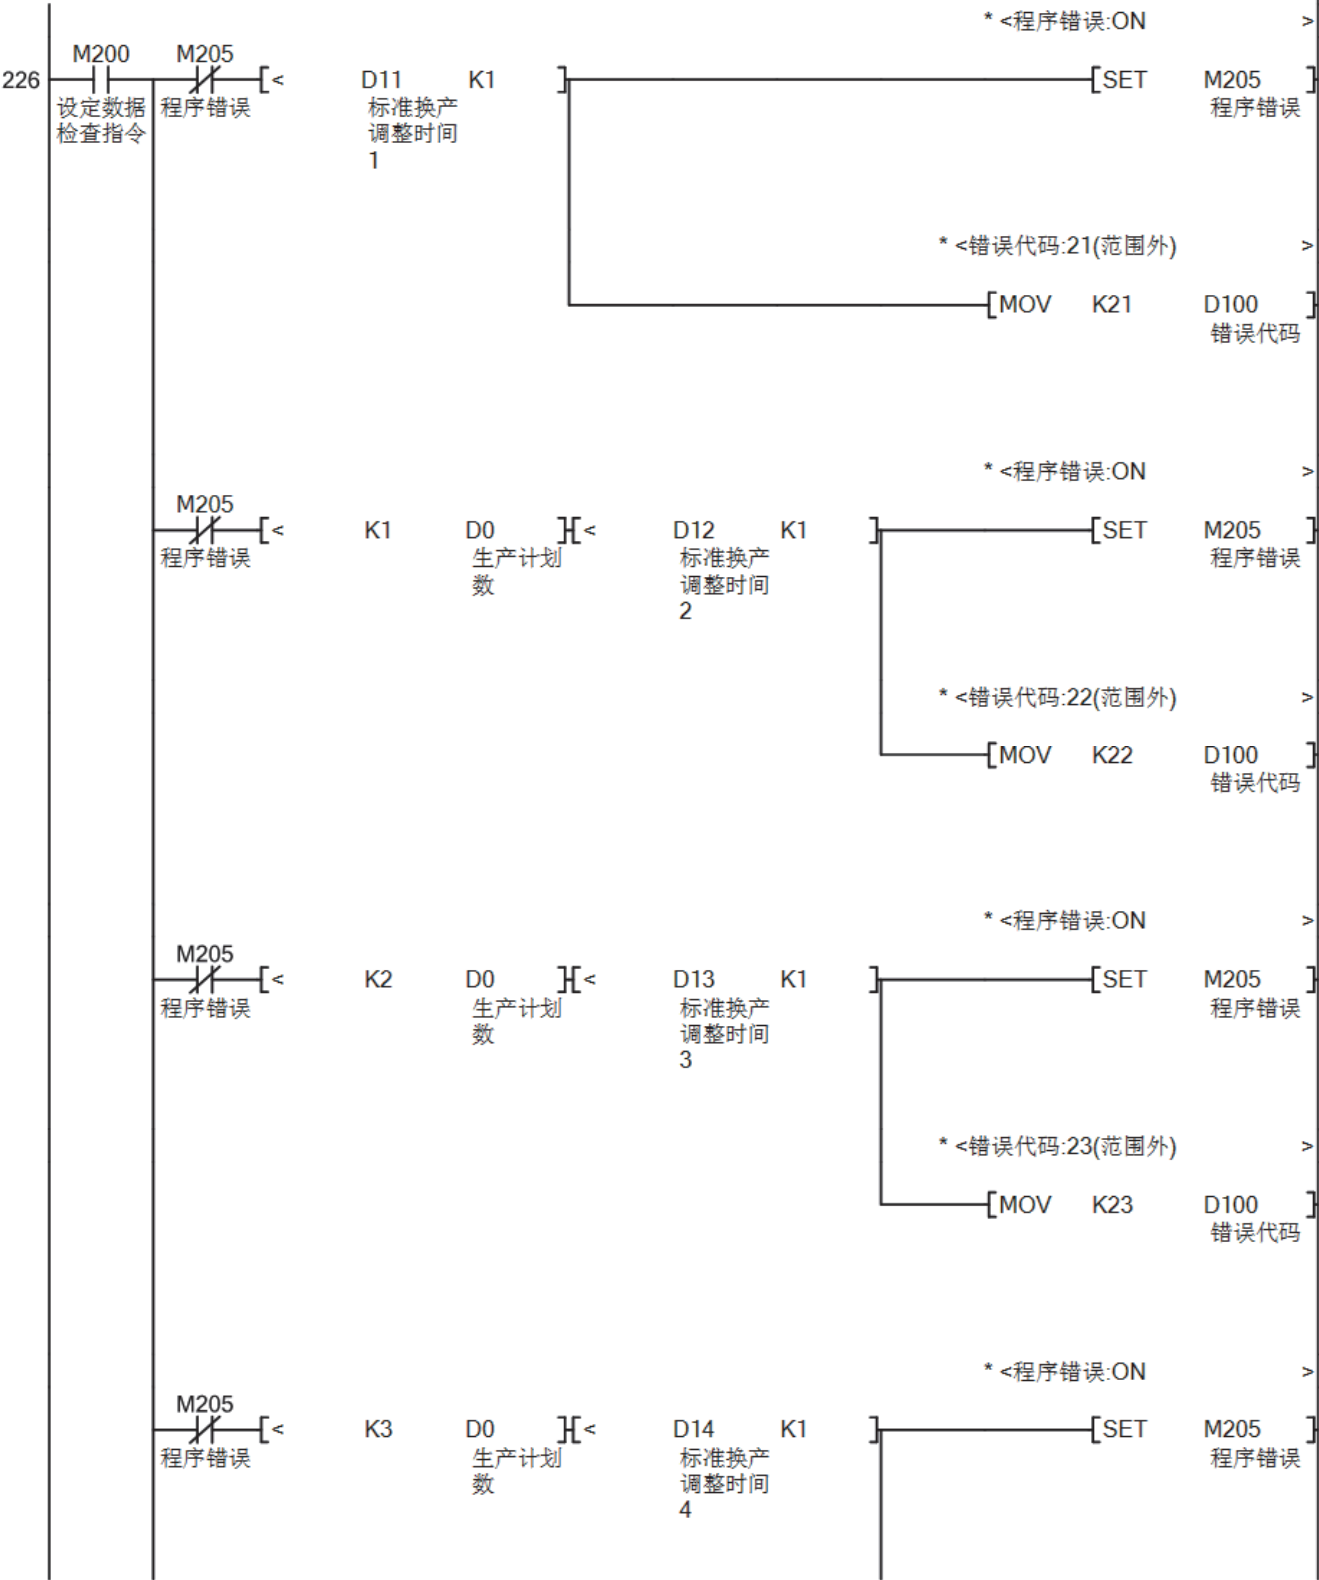 * <程序错误:ON >
M200 M205
226 [< D11 K1 ] [SET M205 ]
设定数据 程序错误 标准换产 程序错误
检查指令 调整时间
1
* <错误代码:21(范围外) >
[MOV K21 D100 ]
错误代码
* <程序错误:ON >
M205
[< K1 D0 ][< D12 K1 ] [SET M205 ]
程序错误 生产计划 标准换产 程序错误
数 调整时间
2
* <错误代码:22(范围外) >
[MOV K22 D100 ]
错误代码
* <程序错误:ON >
M205
[< K2 D0 ][< D13 K1 ] [SET M205 ]
程序错误 生产计划 标准换产 程序错误
数 调整时间
3
* <错误代码:23(范围外) >
[MOV K23 D100 ]
错误代码
* <程序错误:ON >
M205
[< K3 D0 ][< D14 K1 ] [SET M205 ]
程序错误 生产计划 标准换产 程序错误
数 调整时间
4